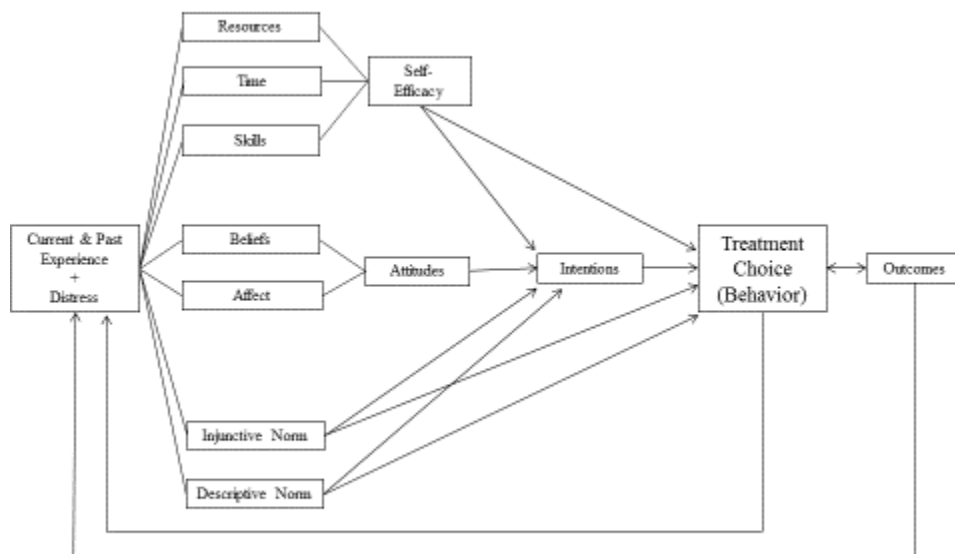 Resources
Time
Skills
Self-
Efficacy
Current & Past
Experience
+
Distress
Beliefs
Affect
Attitudes
Intentions
Treatment
Choice
(Behavior)
Outcomes
Injunctive Norm
Descriptive Norm